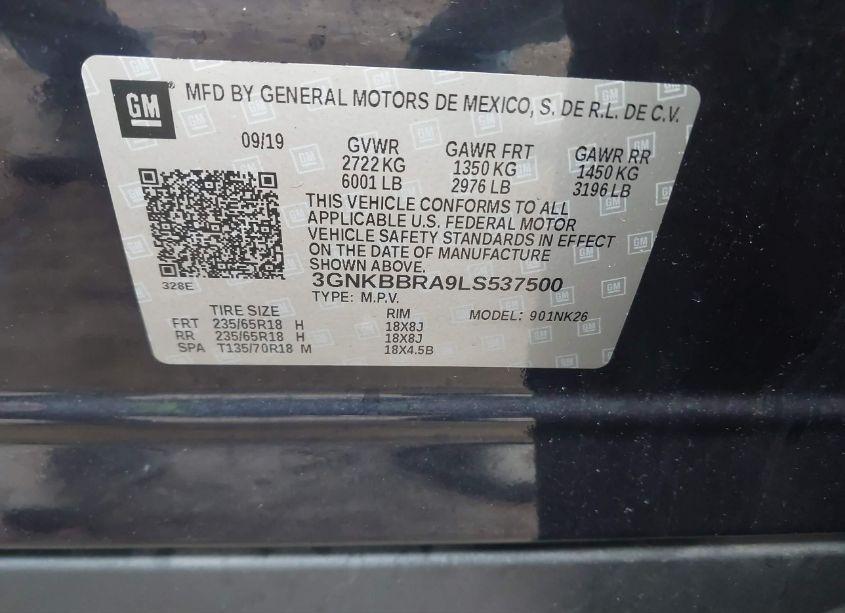 GM
MFD BY GENERAL MOTORS DE MEXICO, S. DE R.L. DE C.V.
09/19 GVWR GAWR FRT GAWR RR
2722 KG 1350 KG 1450 KG
6001 LB 2976 LB 3196 LB
THIS VEHICLE CONFORMS TO ALL
APPLICABLE U.S. FEDERAL MOTOR
VEHICLE SAFETY STANDARDS IN EFFECT
ON THE DATE OF MANUFACTURE
SHOWN ABOVE.
328E
3GNKBBRA9LS537500
TYPE: M.P.V. MODEL: 901NK26
TIRE SIZE RIM
FRT 235/65R18 H 18X8J
RR 235/65R18 H 18X8J
SPA T135/70R18 M 18X4.5B